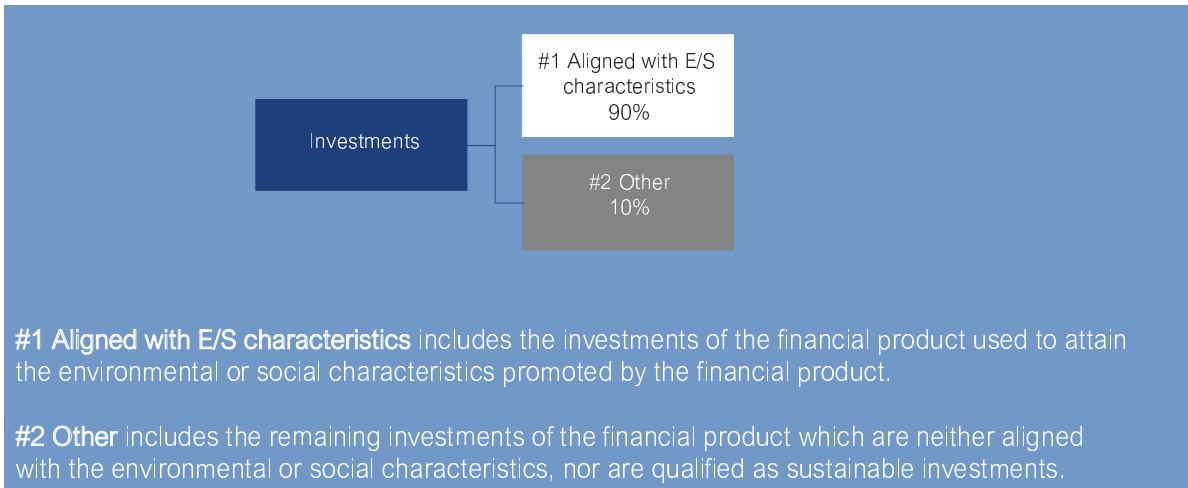 #1 Aligned with E/S
characteristics
90%
Investments
#2 Other
10%
#1 Aligned with E/S characteristics includes the investments of the financial product used to attain
the environmental or social characteristics promoted by the financial product.
#2 Other includes the remaining investments of the financial product which are neither aligned
with the environmental or social characteristics, nor are qualified as sustainable investments.